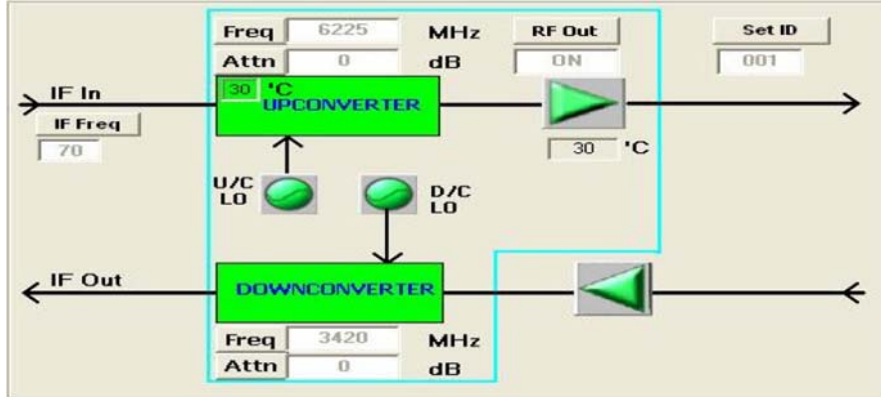 Freq 6225 MHz RF Out Set ID
Attn 0 dB ON 001
30 'C
IF In UPCONVERTER
IF Freq
70 30 'C
U/C LO D/C LO
IF Out DOWNCONVERTER
Freq 3420 MHz
Attn 0 dB